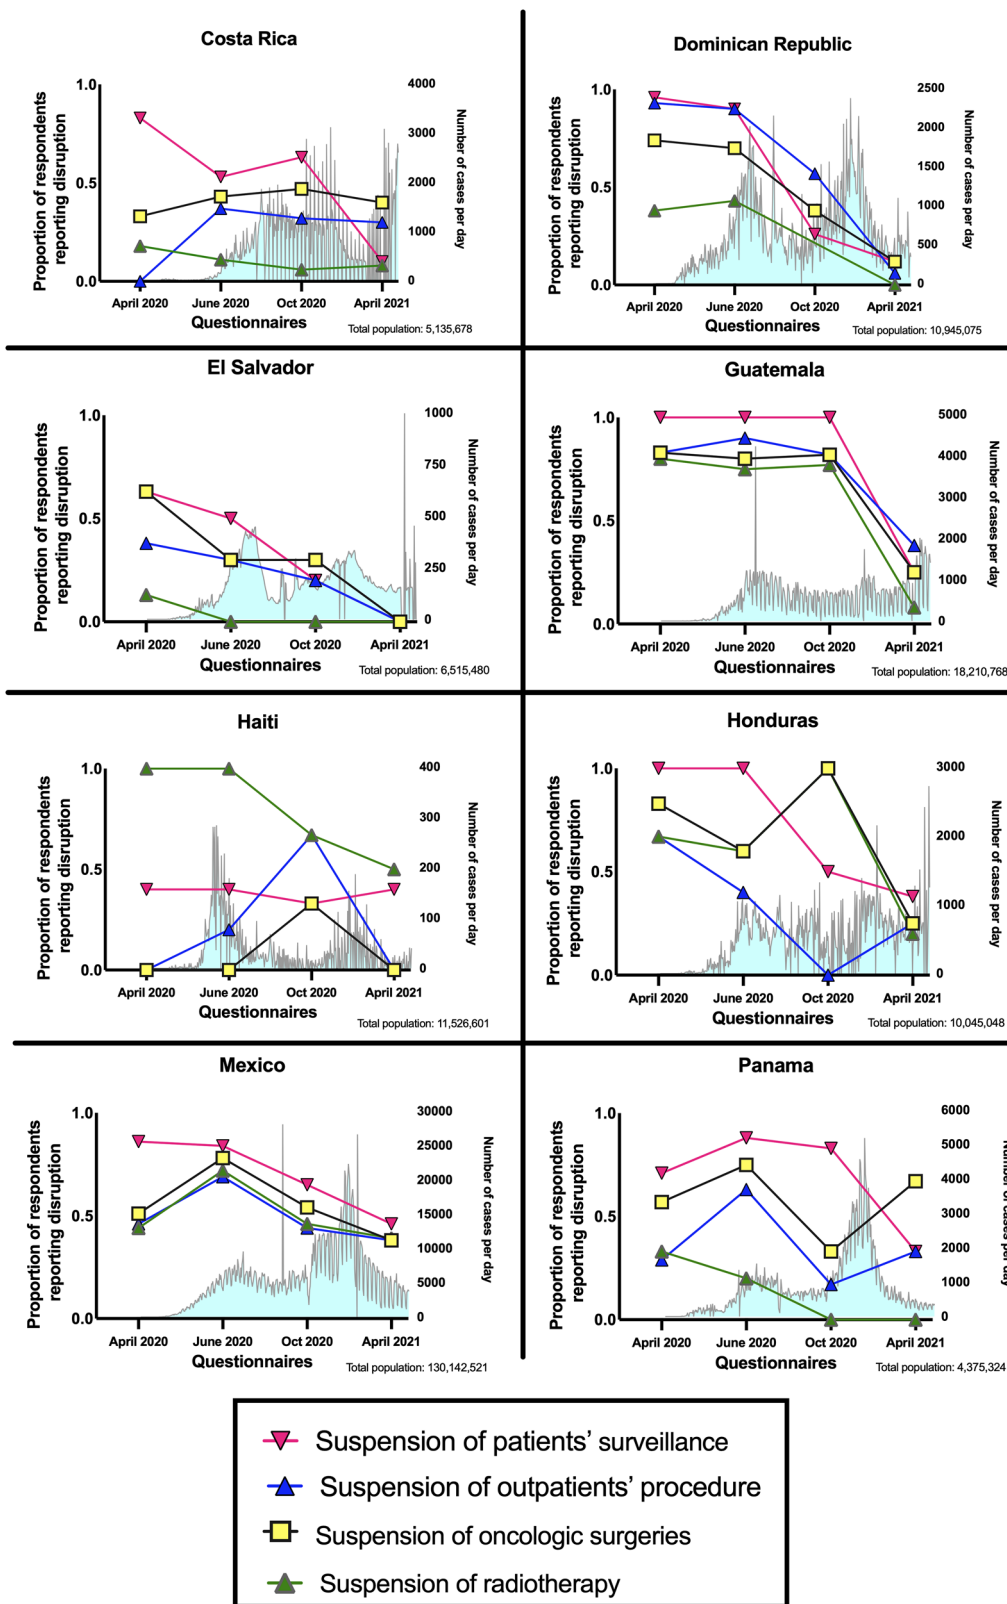 Costa Rica
Proportion of respondents
reporting disruption
1.0
0.5
0.0
4000
3000
2000
1000
0
Number of cases per
day
April 2020 June 2020 Oct 2020 April 2021
Questionnaires
Total population: 5,135,678
Dominican Republic
Proportion of respondents
reporting disruption
1.0
0.5
0.0
2500
2000
1500
1000
500
0
Number of cases per
day
April 2020 June 2020 Oct 2020 April 2021
Questionnaires
Total population: 10,945,075
El Salvador
Proportion of respondents
reporting disruption
1.0
0.5
0.0
1000
750
500
250
0
Number of cases per day
April 2020 June 2020 Oct 2020 April 2021
Questionnaires
Total population: 6,515,480
Guatemala
Proportion of respondents
reporting disruption
1.0
0.5
0.0
5000
4000
3000
2000
1000
0
Number of cases per day
April 2020 June 2020 Oct 2020 April 2021
Questionnaires
Total population: 18,210,768
Haiti
Proportion of respondents
reporting disruption
1.0
0.5
0.0
400
300
200
100
0
Number of cases per day
April 2020 June 2020 Oct 2020 April 2021
Questionnaires
Total population: 11,526,601
Honduras
Proportion of respondents
reporting disruption
1.0
0.5
0.0
3000
2000
1000
0
Number of cases per day
April 2020 June 2020 Oct 2020 April 2021
Questionnaires
Total population: 10,045,048
Mexico
Proportion of respondents
reporting disruption
1.0
0.5
0.0
30000
25000
20000
15000
10000
5000
0
Number of cases per day
April 2020 June 2020 Oct 2020 April 2021
Questionnaires
Total population: 130,142,521
Panama
Proportion of respondents
reporting disruption
1.0
0.5
0.0
6000
5000
4000
3000
2000
1000
0
Number of cases per day
April 2020 June 2020 Oct 2020 April 2021
Questionnaires
Total population: 4,375,324
Suspension of patients' surveillance
Suspension of outpatients' procedure
Suspension of oncologic surgeries
Suspension of radiotherapy